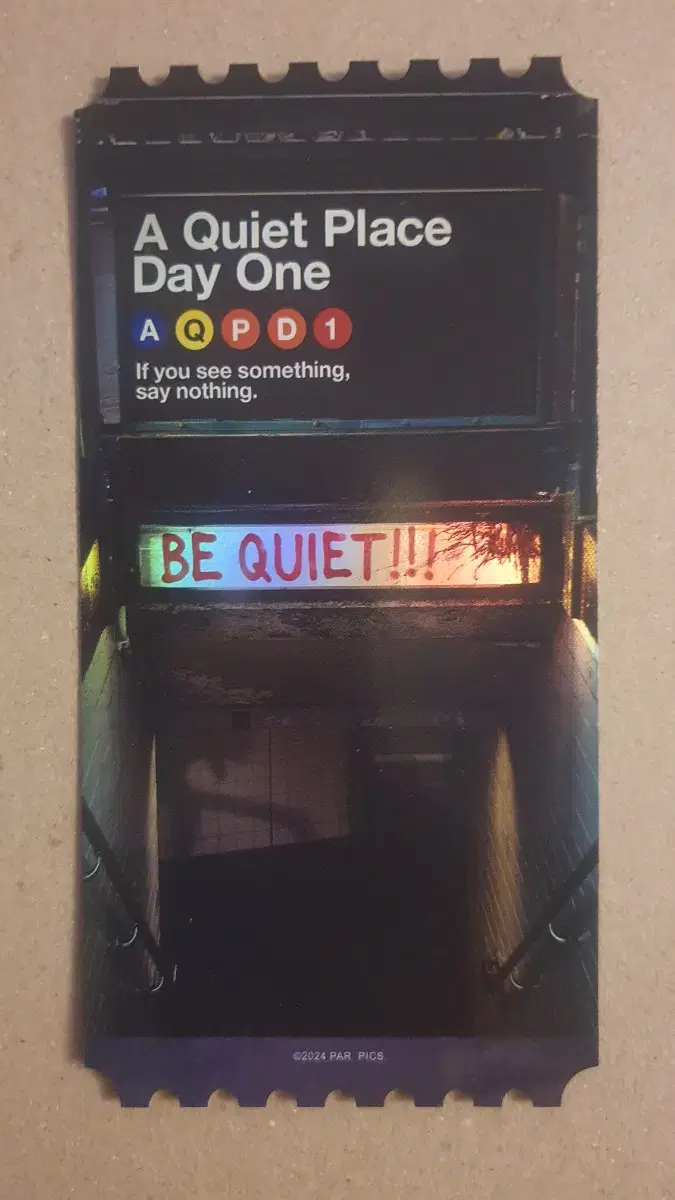 A Quiet Place
Day One
A Q P D 1
If you see something,
say nothing.
BE QUIET!!!
©2024 PAR PICS